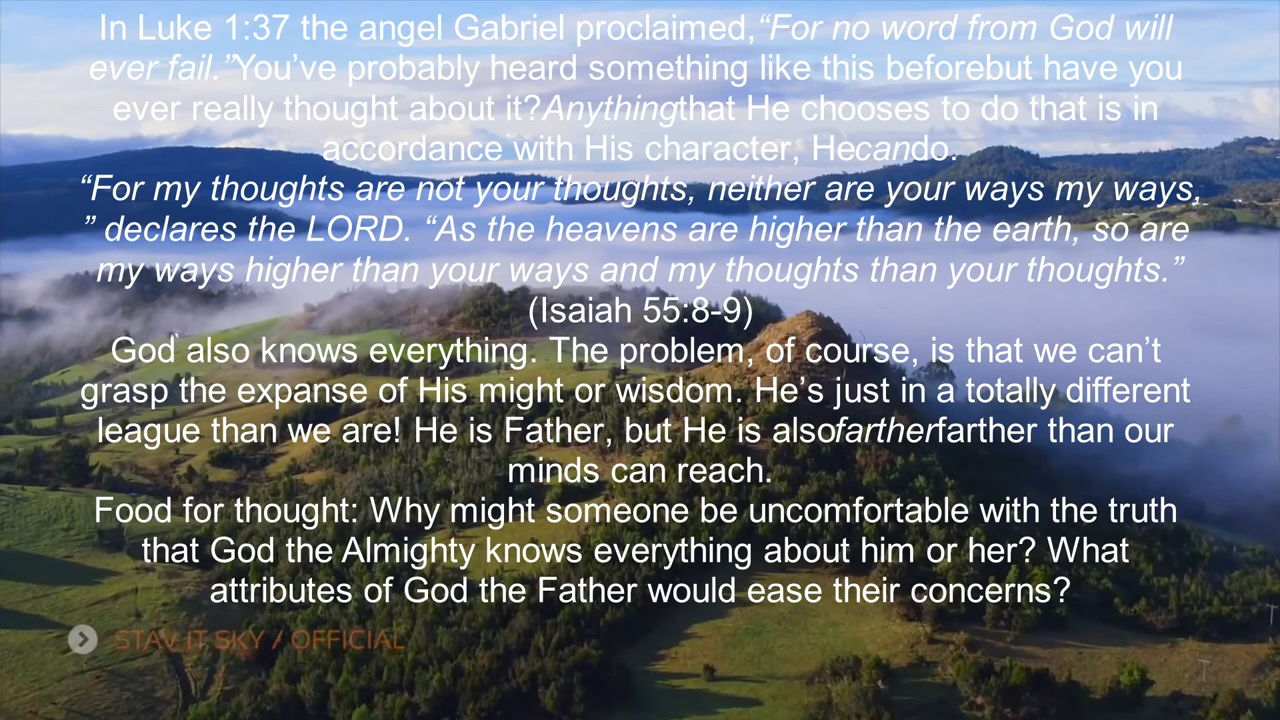 In Luke 1:37 the angel Gabriel proclaimed,“For no word from God will
ever fail.”You’ve probably heard something like this beforebut have you
ever really thought about it?Anythingthat He chooses to do that is in
accordance with His character, Hecando.
“For my thoughts are not your thoughts, neither are your ways my ways,
” declares the LORD. “As the heavens are higher than the earth, so are
my ways higher than your ways and my thoughts than your thoughts.”
(Isaiah 55:8-9)
God also knows everything. The problem, of course, is that we can’t
grasp the expanse of His might or wisdom. He’s just in a totally different
league than we are! He is Father, but He is alsofartherfarther than our
minds can reach.
Food for thought: Why might someone be uncomfortable with the truth
that God the Almighty knows everything about him or her? What
attributes of God the Father would ease their concerns?
STAV IT SKY / OFFICIAL